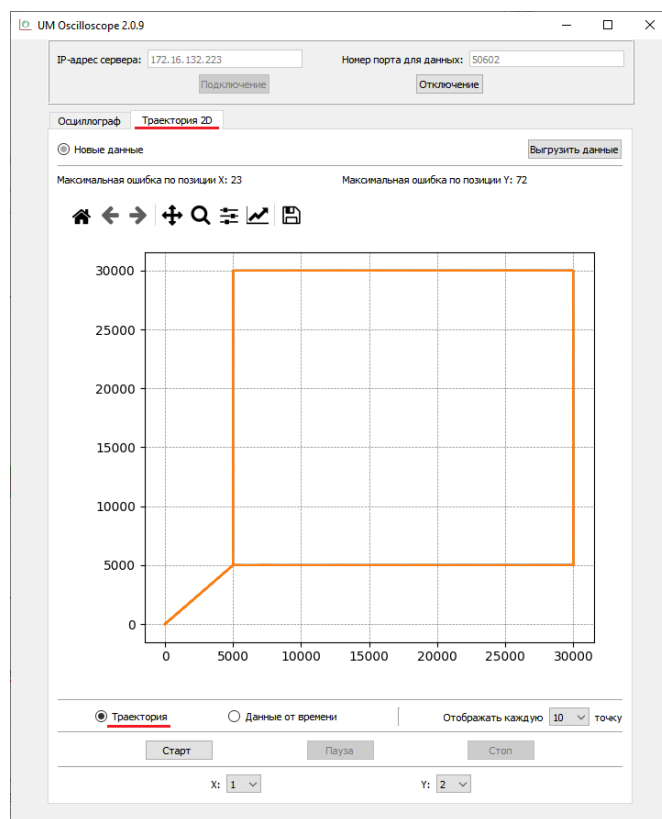 UM Oscilloscope 2.0.9
IP-адрес сервера: 172.16.132.223 Номер порта для данных: 50602
Подключение Отключение
Осциллограф Траектория 2D
Новые данные Выгрузить данные
Максимальная ошибка по позиции X: 23 Максимальная ошибка по позиции Y: 72
30000
25000
20000
15000
10000
5000
0
0 5000 10000 15000 20000 25000 30000
Траектория Данные от времени Отображать каждую 10 точку
Старт Пауза Стоп
X: 1 Y: 2